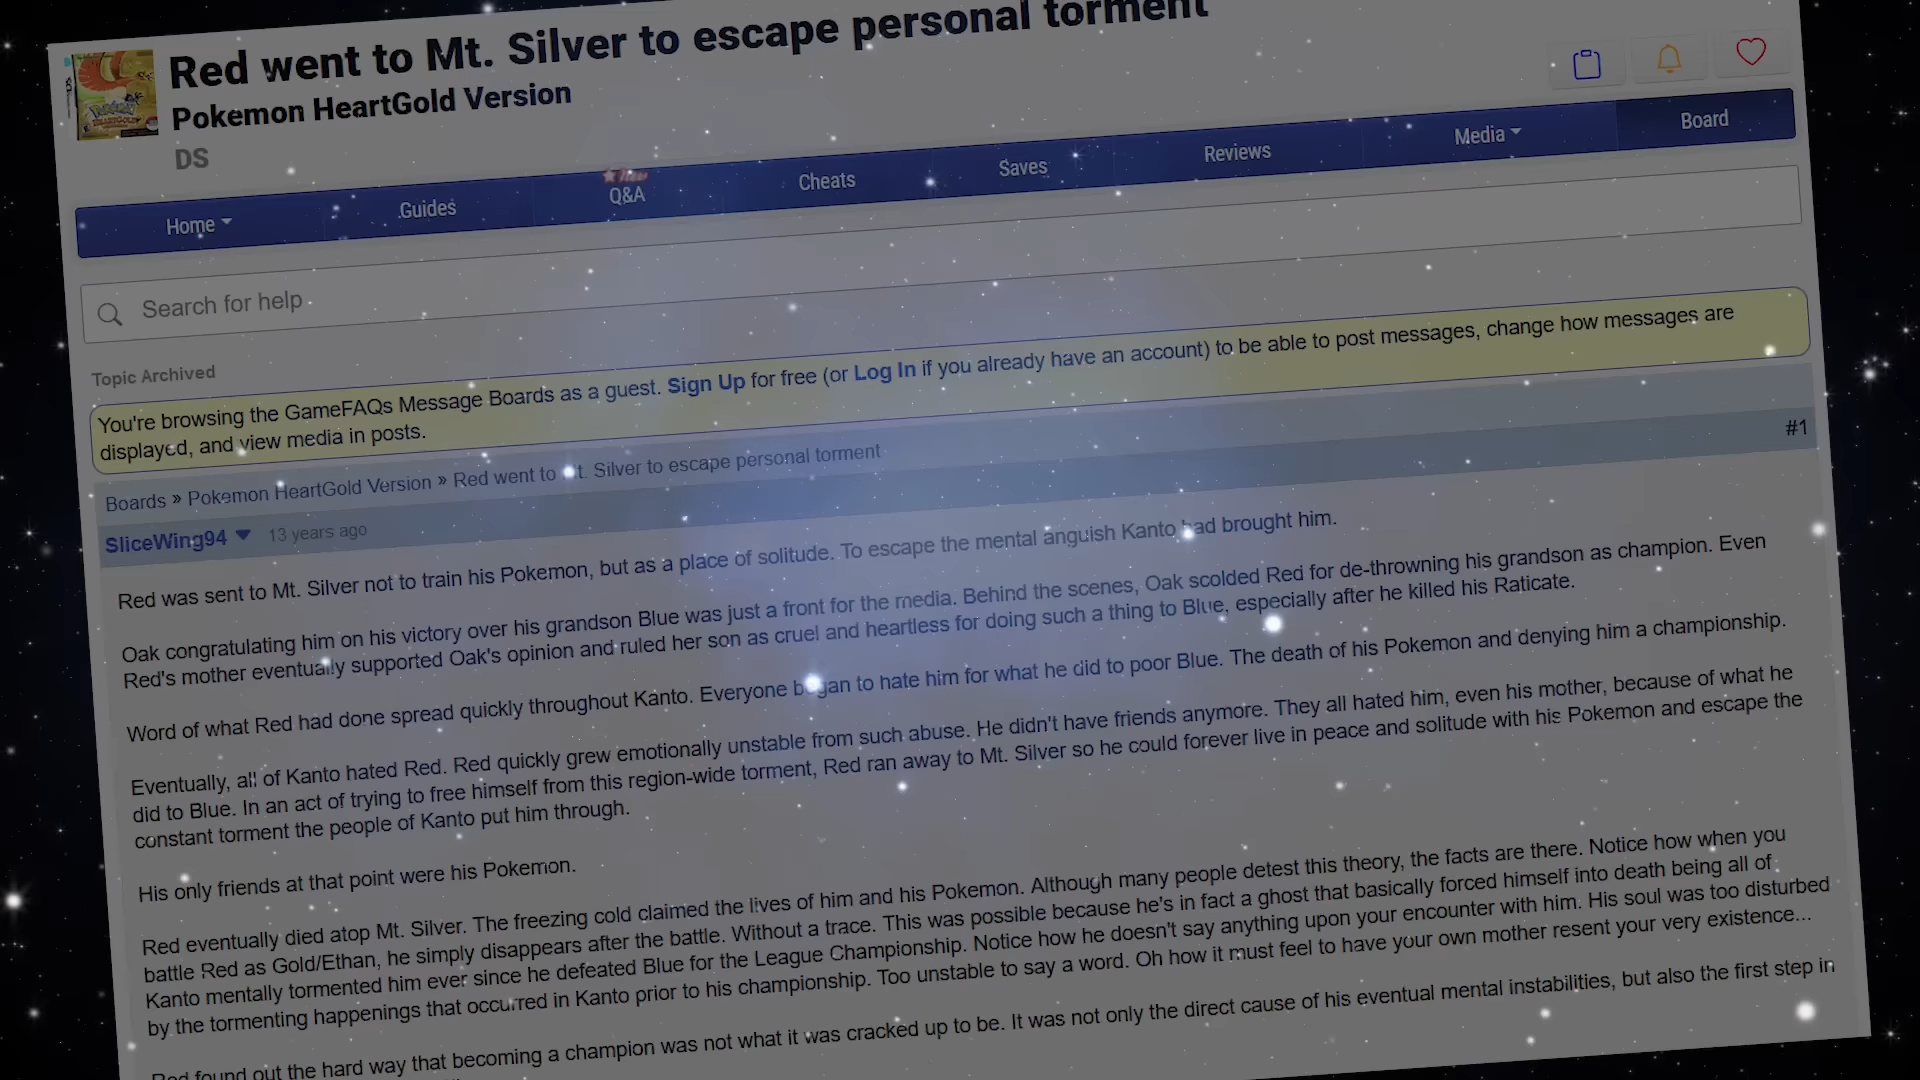 Red went to Mt. Silver to escape personal torment
Pokemon HeartGold Version
DS
Home
Guides
New
Q&A
Cheats
Saves
Reviews
Media
Board
Search for help
Topic Archived
You're browsing the GameFAQs Message Boards as a guest. Sign Up for free (or Log In if you already have an account) to be able to post messages, change how messages are
displayed, and view media in posts.
Boards » Pokemon HeartGold Version » Red went to Mt. Silver to escape personal torment
SliceWing94 13 years ago
#1
Red was sent to Mt. Silver not to train his Pokemon, but as a place of solitude. To escape the mental anguish Kanto had brought him.
Oak congratulating him on his victory over his grandson Blue was just a front for the media. Behind the scenes, Oak scolded Red for de-throwning his grandson as champion. Even
Red's mother eventually supported Oak's opinion and ruled her son as cruel and heartless for doing such a thing to Blue, especially after he killed his Raticate.
Word of what Red had done spread quickly throughout Kanto. Everyone began to hate him for what he did to poor Blue. The death of his Pokemon and denying him a championship.
Eventually, all of Kanto hated Red. Red quickly grew emotionally unstable from such abuse. He didn't have friends anymore. They all hated him, even his mother, because of what he
did to Blue. In an act of trying to free himself from this region-wide torment, Red ran away to Mt. Silver so he could forever live in peace and solitude with his Pokemon and escape the
constant torment the people of Kanto put him through.
His only friends at that point were his Pokemon.
Red eventually died atop Mt. Silver. The freezing cold claimed the lives of him and his Pokemon. Although many people detest this theory, the facts are there. Notice how when you
battle Red as Gold/Ethan, he simply disappears after the battle. Without a trace. This was possible because he's in fact a ghost that basically forced himself into death being all of
Kanto mentally tormented him ever since he defeated Blue for the League Championship. Notice how he doesn't say anything upon your encounter with him. His soul was too disturbed
by the tormenting happenings that occurred in Kanto prior to his championship. Too unstable to say a word. Oh how it must feel to have your own mother resent your very existence...
Red found out the hard way that becoming a champion was not what it was cracked up to be. It was not only the direct cause of his eventual mental instabilities, but also the first step in